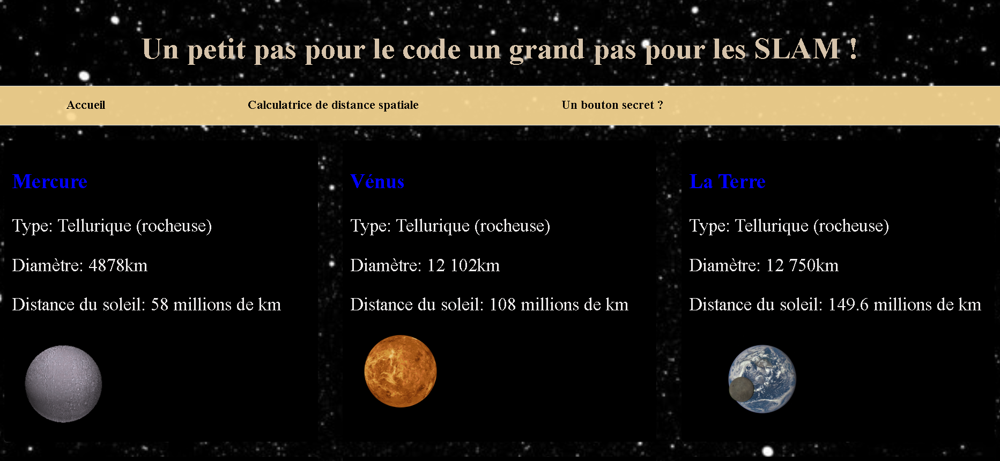 Un petit pas pour le code un grand pas pour les SLAM !
Accueil
Calculatrice de distance spatiale
Un bouton secret ?
Mercure
Type: Tellurique (rocheuse)
Diamètre: 4878km
Distance du soleil: 58 millions de km
Vénus
Type: Tellurique (rocheuse)
Diamètre: 12 102km
Distance du soleil: 108 millions de km
La Terre
Type: Tellurique (rocheuse)
Diamètre: 12 750km
Distance du soleil: 149.6 millions de km